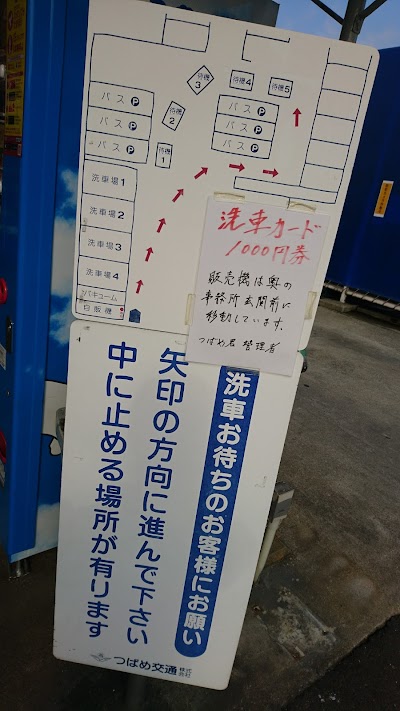 待機3
待機4
待機5
待機2
待機1
バス P
バス P
バス P
バス P
バス P
バス P
洗車場1
洗車場2
洗車場3
洗車場4
バキューム
自販機
洗車カード
1000円券
販売機は奥の
事務所玄関前に
移動しています。
つばめ君 管理者
洗車お待ちのお客様にお願い
矢印の方向に進んで下さい
中に止める場所が有ります
つばめ交通株式会社